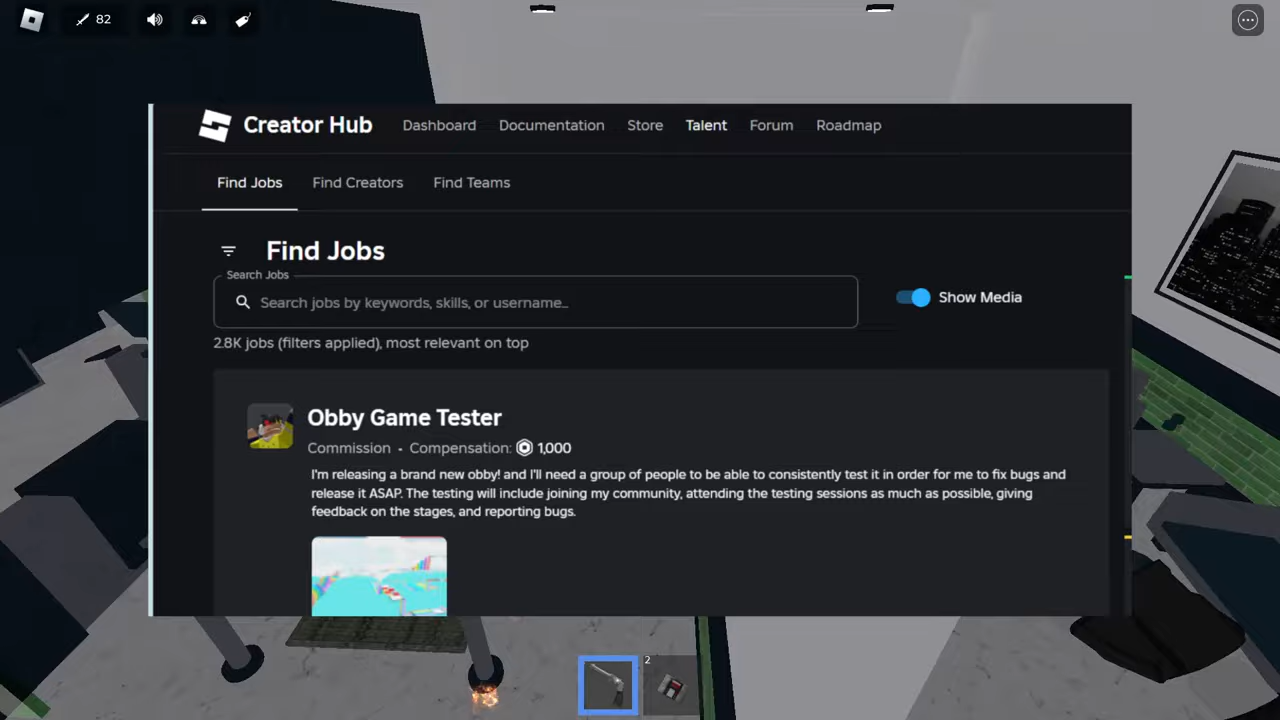 82
Creator Hub Dashboard Documentation Store Talent Forum Roadmap
Find Jobs Find Creators Find Teams
Find Jobs
Search Jobs
Search jobs by keywords, skills, or username...
Show Media
2.8K jobs (filters applied), most relevant on top
Obby Game Tester
Commission • Compensation: 1,000
I'm releasing a brand new obby! and I'll need a group of people to be able to consistently test it in order for me to fix bugs and
release it ASAP. The testing will include joining my community, attending the testing sessions as much as possible, giving
feedback on the stages, and reporting bugs.
2